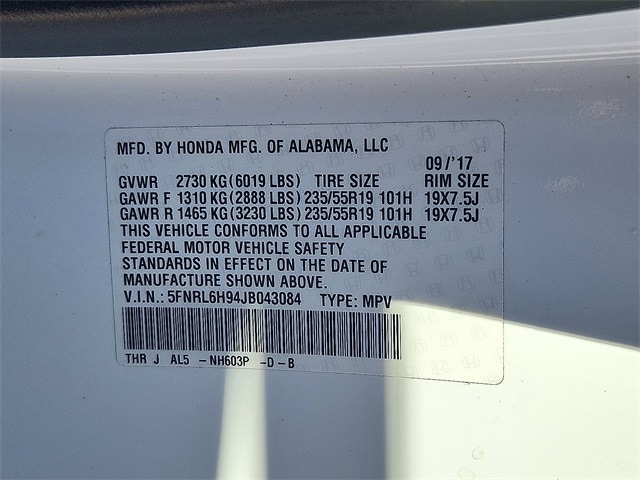 MFD. BY HONDA MFG. OF ALABAMA, LLC
09/'17
GVWR 2730 KG(6019 LBS) TIRE SIZE RIM SIZE
GAWR F 1310 KG(2888 LBS) 235/55R19 101H 19X7.5J
GAWR R 1465 KG(3230 LBS) 235/55R19 101H 19X7.5J
THIS VEHICLE CONFORMS TO ALL APPLICABLE
FEDERAL MOTOR VEHICLE SAFETY
STANDARDS IN EFFECT ON THE DATE OF
MANUFACTURE SHOWN ABOVE.
V.I.N.: 5FNRL6H94JB043084 TYPE: MPV
THR J AL5 -NH603P -D-B